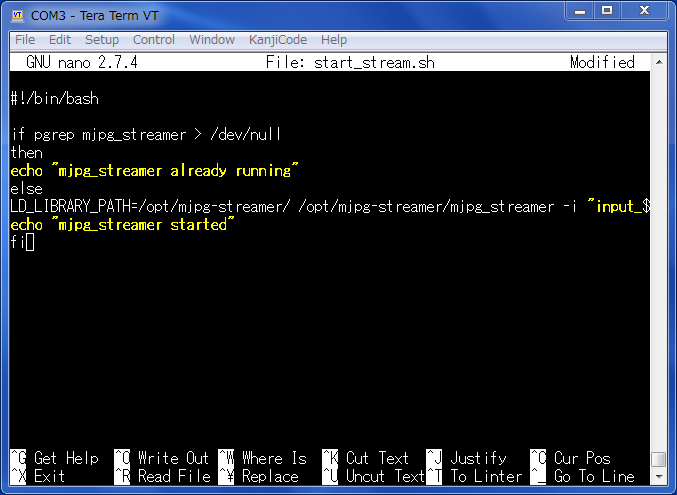 COM3 - Tera Term VT
File Edit Setup Control Window KanjiCode Help
GNU nano 2.7.4 File: start_stream.sh Modified
#!/bin/bash
if pgrep mjpg_streamer > /dev/null
then
echo "mjpg_streamer already running"
else
LD_LIBRARY_PATH=/opt/mjpg-streamer/ /opt/mjpg-streamer/mjpg_streamer -i "input_$
echo "mjpg_streamer started"
fi
^G Get Help ^O Write Out ^W Where Is ^K Cut Text ^J Justify ^C Cur Pos
^X Exit ^R Read File ^¥ Replace ^U Uncut Text ^T To Linter ^_ Go To Line